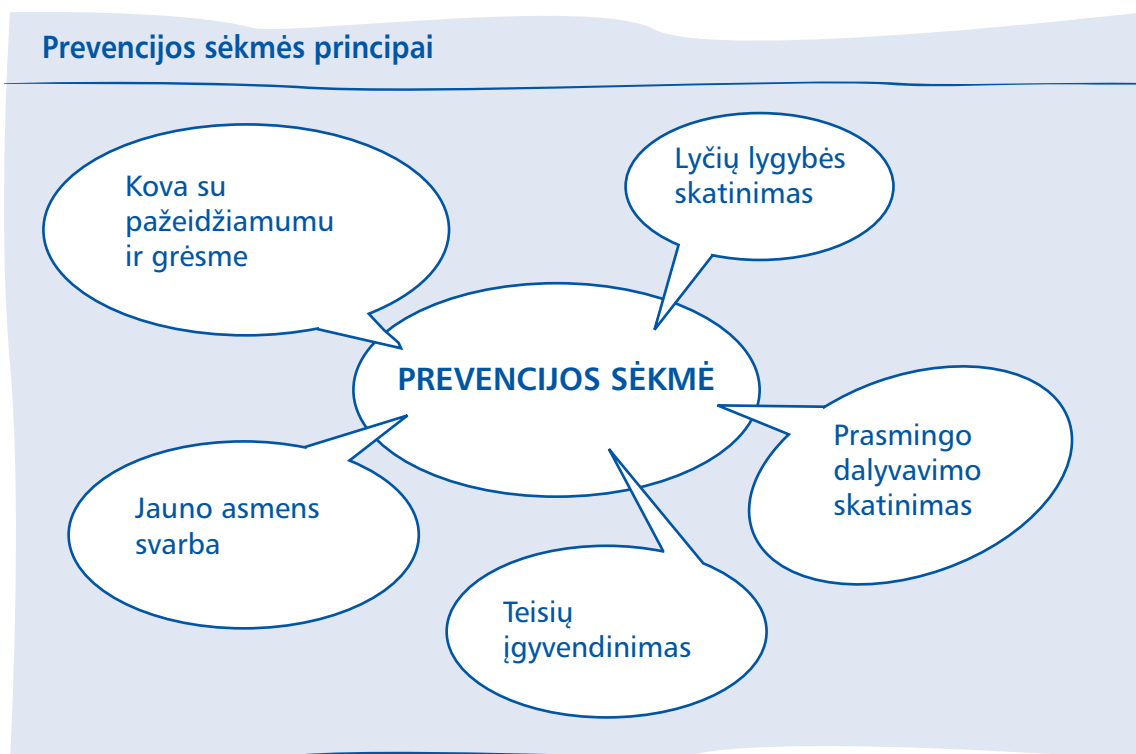 Prevencijos sėkmės principai
Kova su
pažeidžiamumu
ir grėsme
Lyčių lygybės
skatinimas
PREVENCIJOS SĖKMĖ
Prasmingo
dalyvavimo
skatinimas
Jauno asmens
svarba
Teisių
įgyvendinimas